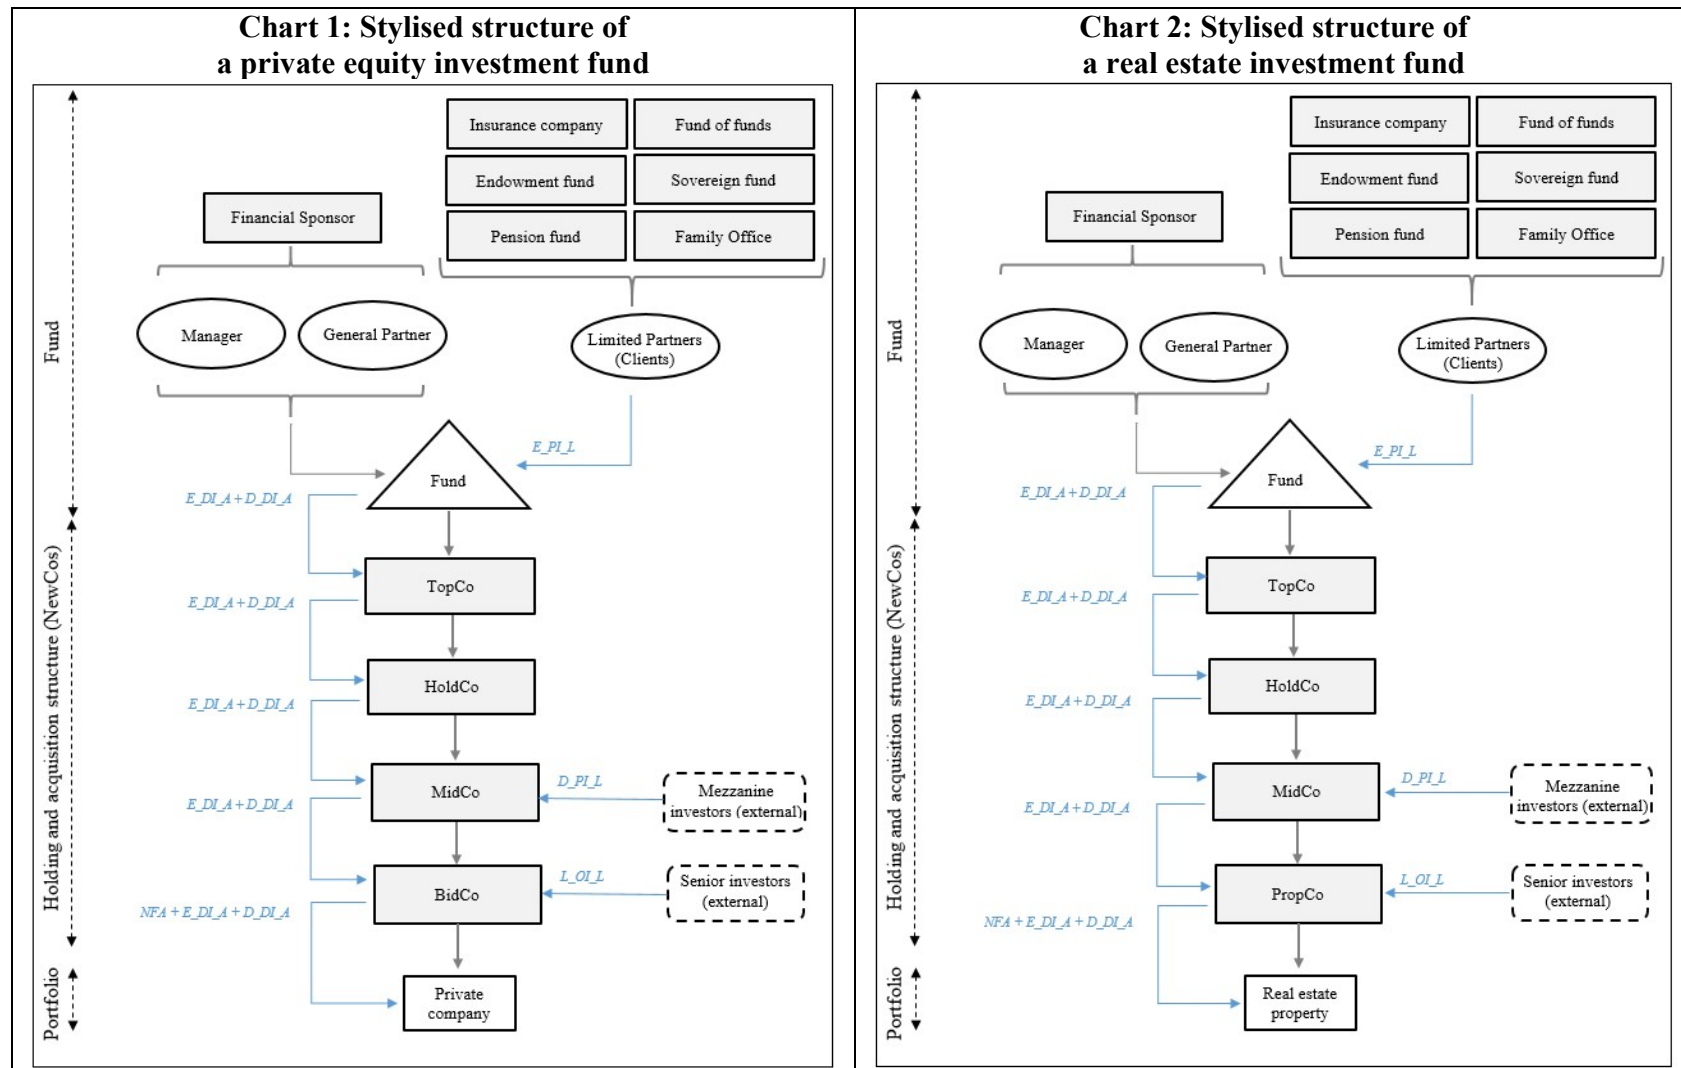 Chart 1: Stylised structure of
a private equity investment fund
Fund
Holding and acquisition structure (NewCos)
Portfolio
Insurance company
Fund of funds
Endowment fund
Sovereign fund
Pension fund
Family Office
Financial Sponsor
Manager
General Partner
Limited Partners
(Clients)
E_PI_L
Fund
E_DI_A + D_DI_A
TopCo
E_DI_A + D_DI_A
HoldCo
E_DI_A + D_DI_A
MidCo
D_PI_L
Mezzanine
investors (external)
E_DI_A + D_DI_A
BidCo
L_OI_L
Senior investors
(external)
NFA + E_DI_A + D_DI_A
Private
company
Chart 2: Stylised structure of
a real estate investment fund
Fund
Holding and acquisition structure (NewCos)
Portfolio
Insurance company
Fund of funds
Endowment fund
Sovereign fund
Pension fund
Family Office
Financial Sponsor
Manager
General Partner
Limited Partners
(Clients)
E_PI_L
Fund
E_DI_A + D_DI_A
TopCo
E_DI_A + D_DI_A
HoldCo
E_DI_A + D_DI_A
MidCo
D_PI_L
Mezzanine
investors (external)
E_DI_A + D_DI_A
PropCo
L_OI_L
Senior investors
(external)
NFA + E_DI_A + D_DI_A
Real estate
property